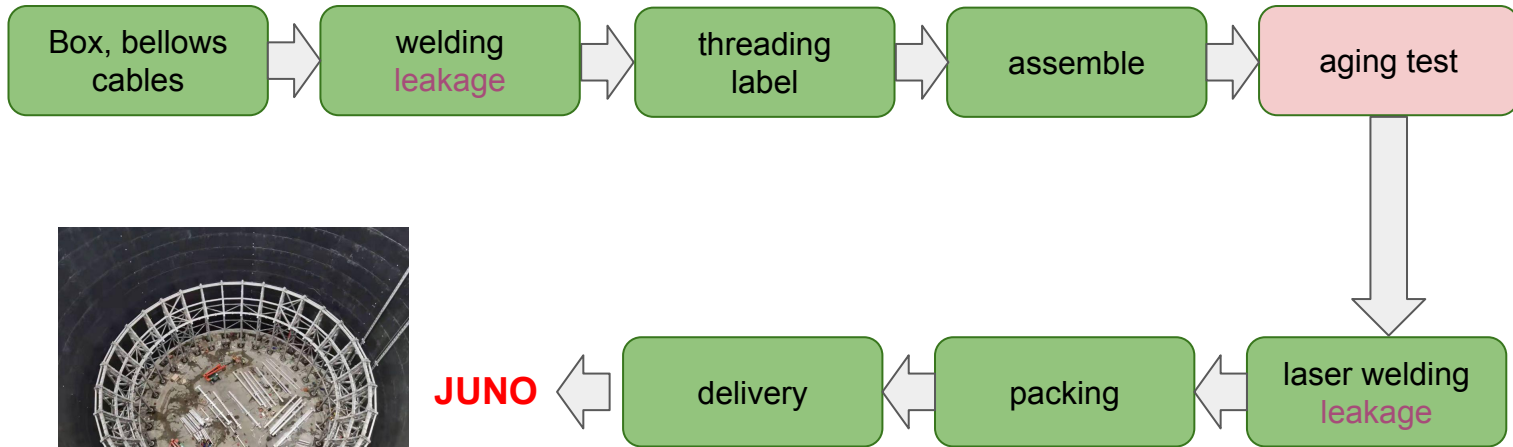 Box, bellows
cables
welding
leakage
threading
label
assemble
aging test
laser welding
leakage
packing
delivery
JUNO